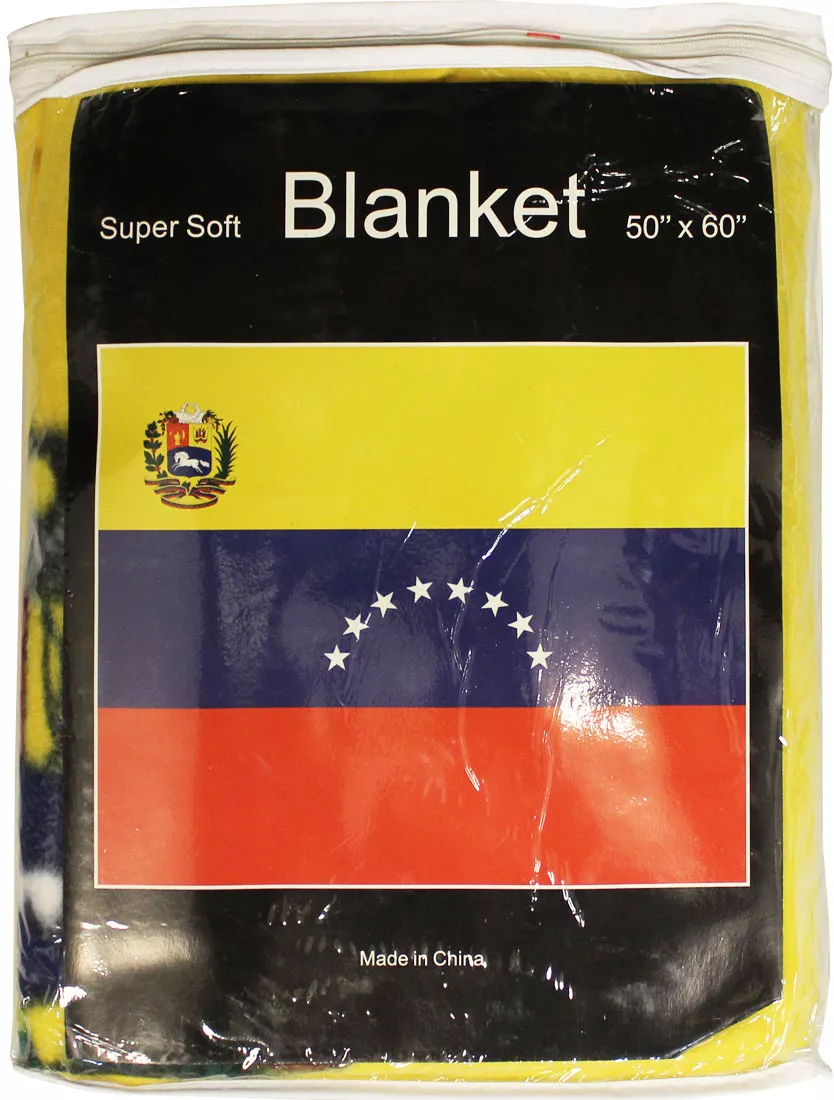 Super Soft Blanket 50” x 60”
Made in China